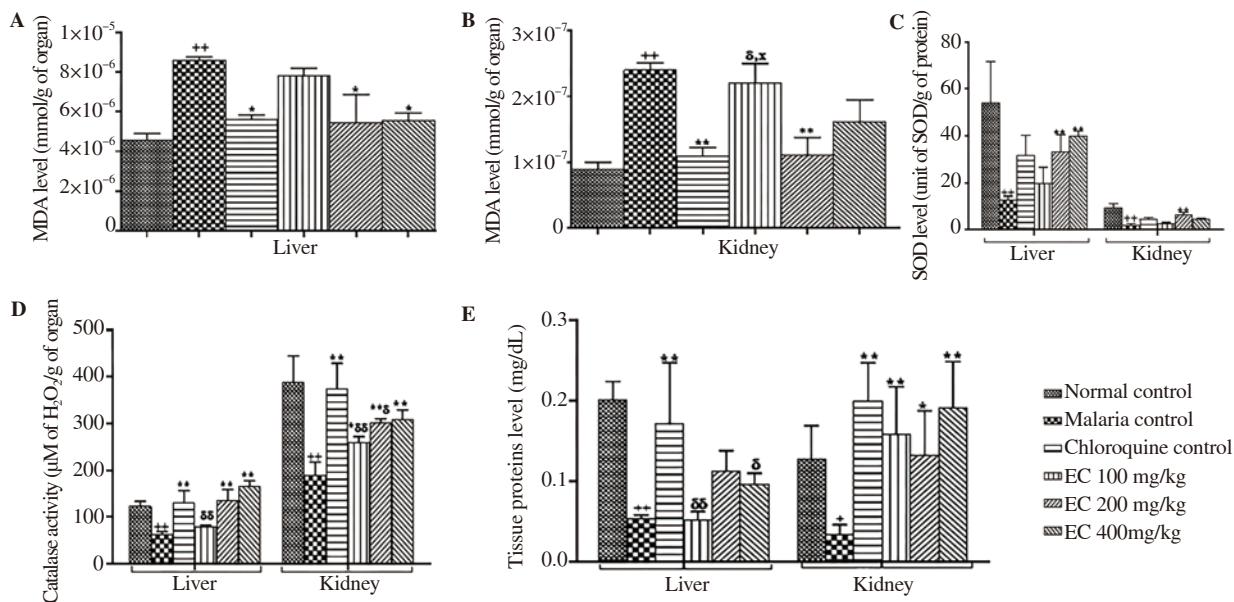 A
MDA level (mmol/g of organ)
1×10⁻⁵
8×10⁻⁶
6×10⁻⁶
4×10⁻⁶
2×10⁻⁶
0
++
*
*
*
Liver
B
MDA level (mmol/g of organ)
3×10⁻⁷
2×10⁻⁷
1×10⁻⁷
0
++
**
δ,x
**
Kidney
C
SOD level (unit of SOD/g of protein)
80
60
40
20
0
++
**
**
++
**
Liver
Kidney
D
Catalase activity (μM of H₂O₂/g of organ
500
400
300
200
100
0
++
**
δδ
**
**
++
**
*δδ
**δ
**
Liver
Kidney
E
Tissue proteins level (mg/dL)
0.3
0.2
0.1
0.0
++
**
δδ
δ
+
**
**
*
**
Liver
Kidney
Normal control
Malaria control
Chloroquine control
EC 100 mg/kg
EC 200 mg/kg
EC 400mg/kg